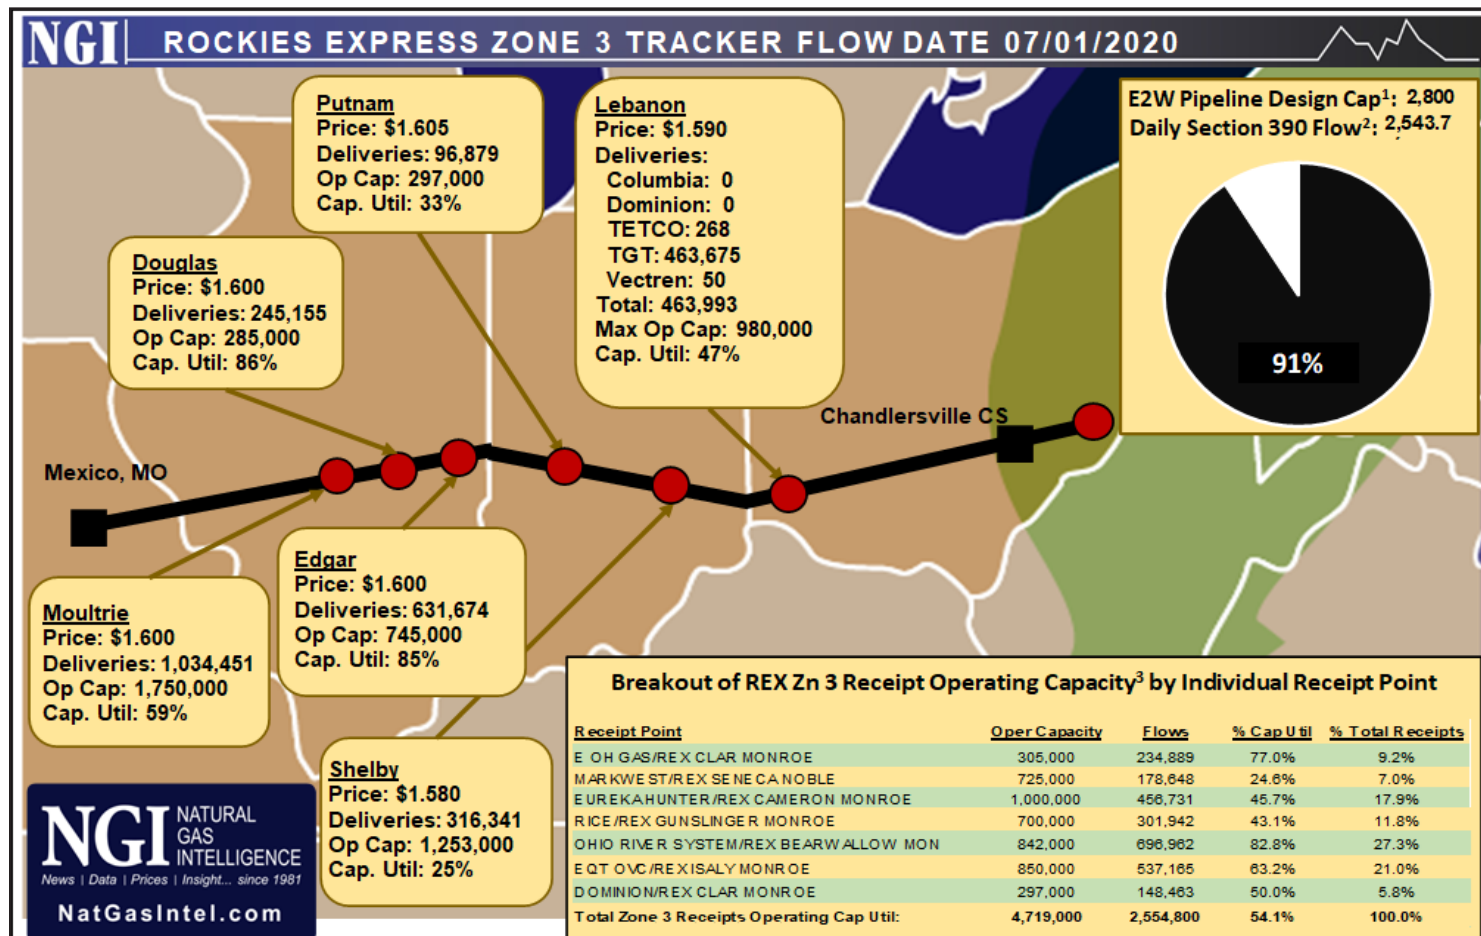 NGI ROCKIES EXPRESS ZONE 3 TRACKER FLOW DATE 07/01/2020
Putnam
Price: $1.605
Deliveries: 96,879
Op Cap: 297,000
Cap. Util: 33%
Lebanon
Price: $1.590
Deliveries:
Columbia: 0
Dominion: 0
TETCO: 268
TGT: 463,675
Vectren: 50
Total: 463,993
Max Op Cap: 980,000
Cap. Util: 47%
E2W Pipeline Design Cap¹: 2,800
Daily Section 390 Flow²: 2,543.7
91%
Douglas
Price: $1.600
Deliveries: 245,155
Op Cap: 285,000
Cap. Util: 86%
Chandlersville CS
Mexico, MO
Edgar
Price: $1.600
Deliveries: 631,674
Op Cap: 745,000
Cap. Util: 85%
Moultrie
Price: $1.600
Deliveries: 1,034,451
Op Cap: 1,750,000
Cap. Util: 59%
Shelby
Price: $1.580
Deliveries: 316,341
Op Cap: 1,253,000
Cap. Util: 25%
Breakout of REX Zn 3 Receipt Operating Capacity³ by Individual Receipt Point
Receipt Point Oper Capacity Flows % Cap Util % Total Receipts
E OH GAS/REX CLAR MONROE 305,000 234,889 77.0% 9.2%
MARKWEST/REX SENECA NOBLE 725,000 178,648 24.6% 7.0%
EUREKAHUNTER/REX CAMERON MONROE 1,000,000 456,731 45.7% 17.9%
RICE/REX GUNSLINGER MONROE 700,000 301,942 43.1% 11.8%
OHIO RIVER SYSTEM/REX BEARWALLOW MON 842,000 696,962 82.8% 27.3%
EQT OVC/REX ISALY MONROE 850,000 537,165 63.2% 21.0%
DOMINION/REX CLAR MONROE 297,000 148,463 50.0% 5.8%
Total Zone 3 Receipts Operating Cap Util: 4,719,000 2,554,800 54.1% 100.0%
NGI NATURAL GAS INTELLIGENCE
News | Data | Prices | Insight... since 1981
NatGasIntel.com